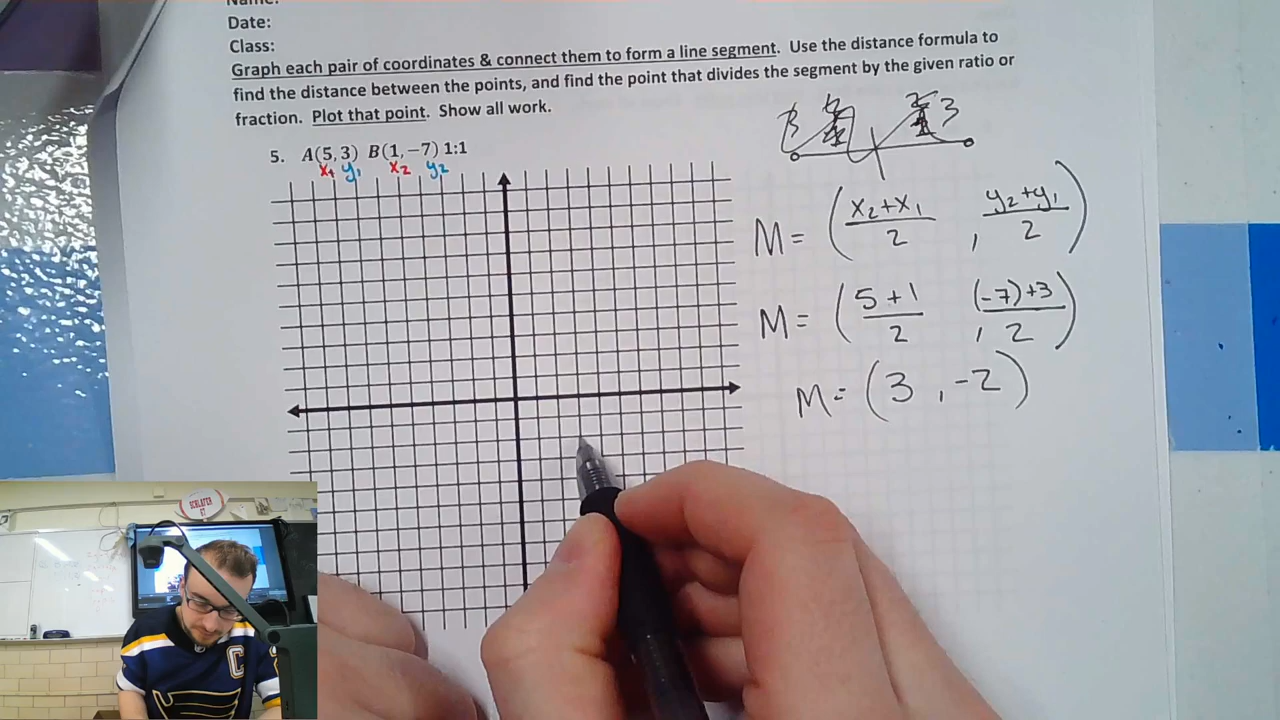 Name:
Date:
Class:
Graph each pair of coordinates & connect them to form a line segment. Use the distance formula to
find the distance between the points, and find the point that divides the segment by the given ratio or
fraction. Plot that point. Show all work.
5. A(5,3) B(1,−7) 1:1
x₁ y₁ x₂ y₂
3
M = (x₂+x₁/2, y₂+y₁/2)
M = (5+1/2, (-7)+3/2)
M = (3, -2)
SCHLATER
C